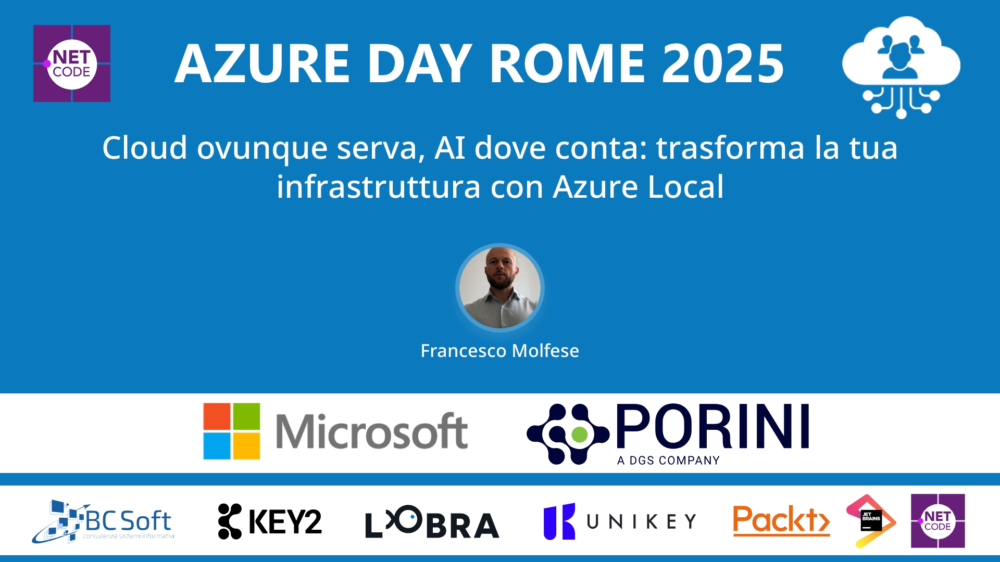 NET
CODE
AZURE DAY ROME 2025
Cloud ovunque serva, AI dove conta: trasforma la tua
infrastruttura con Azure Local
Francesco Molfese
Microsoft
PORINI
A DGS COMPANY
BC Soft
consulenza sistemi informativi
KEY2
LOBRA
UNIKEY
Packt>
JET
BRAINS
NET
CODE